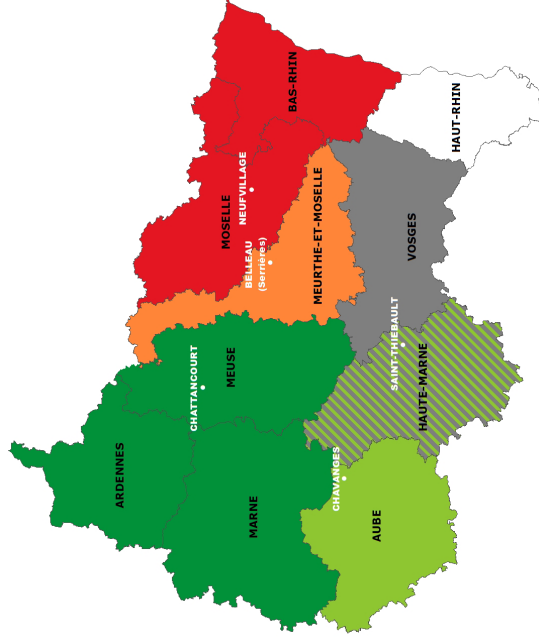 ARDENNES
CHATTANCOURT
MEUSE
MOSELLE
NEUFVILLAGE
BELLEAU
(Serrières)
MARNE
BAS-RHIN
MEURTHE-ET-MOSELLE
CHAVANGES
AUBE
SAINT-THIEBAULT
VOSGES
HAUTE-MARNE
HAUT-RHIN